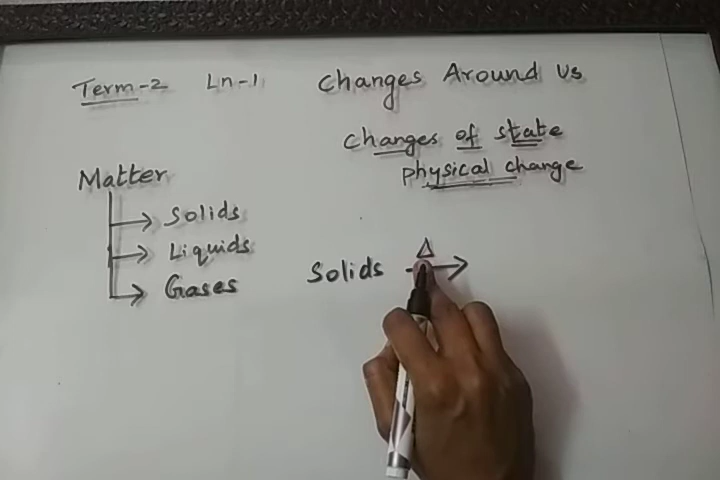 Term-2 Ln-1 Changes Around Us
Changes of state
physical change
Matter
Solids
Liquids
Gases
Δ
Solids →